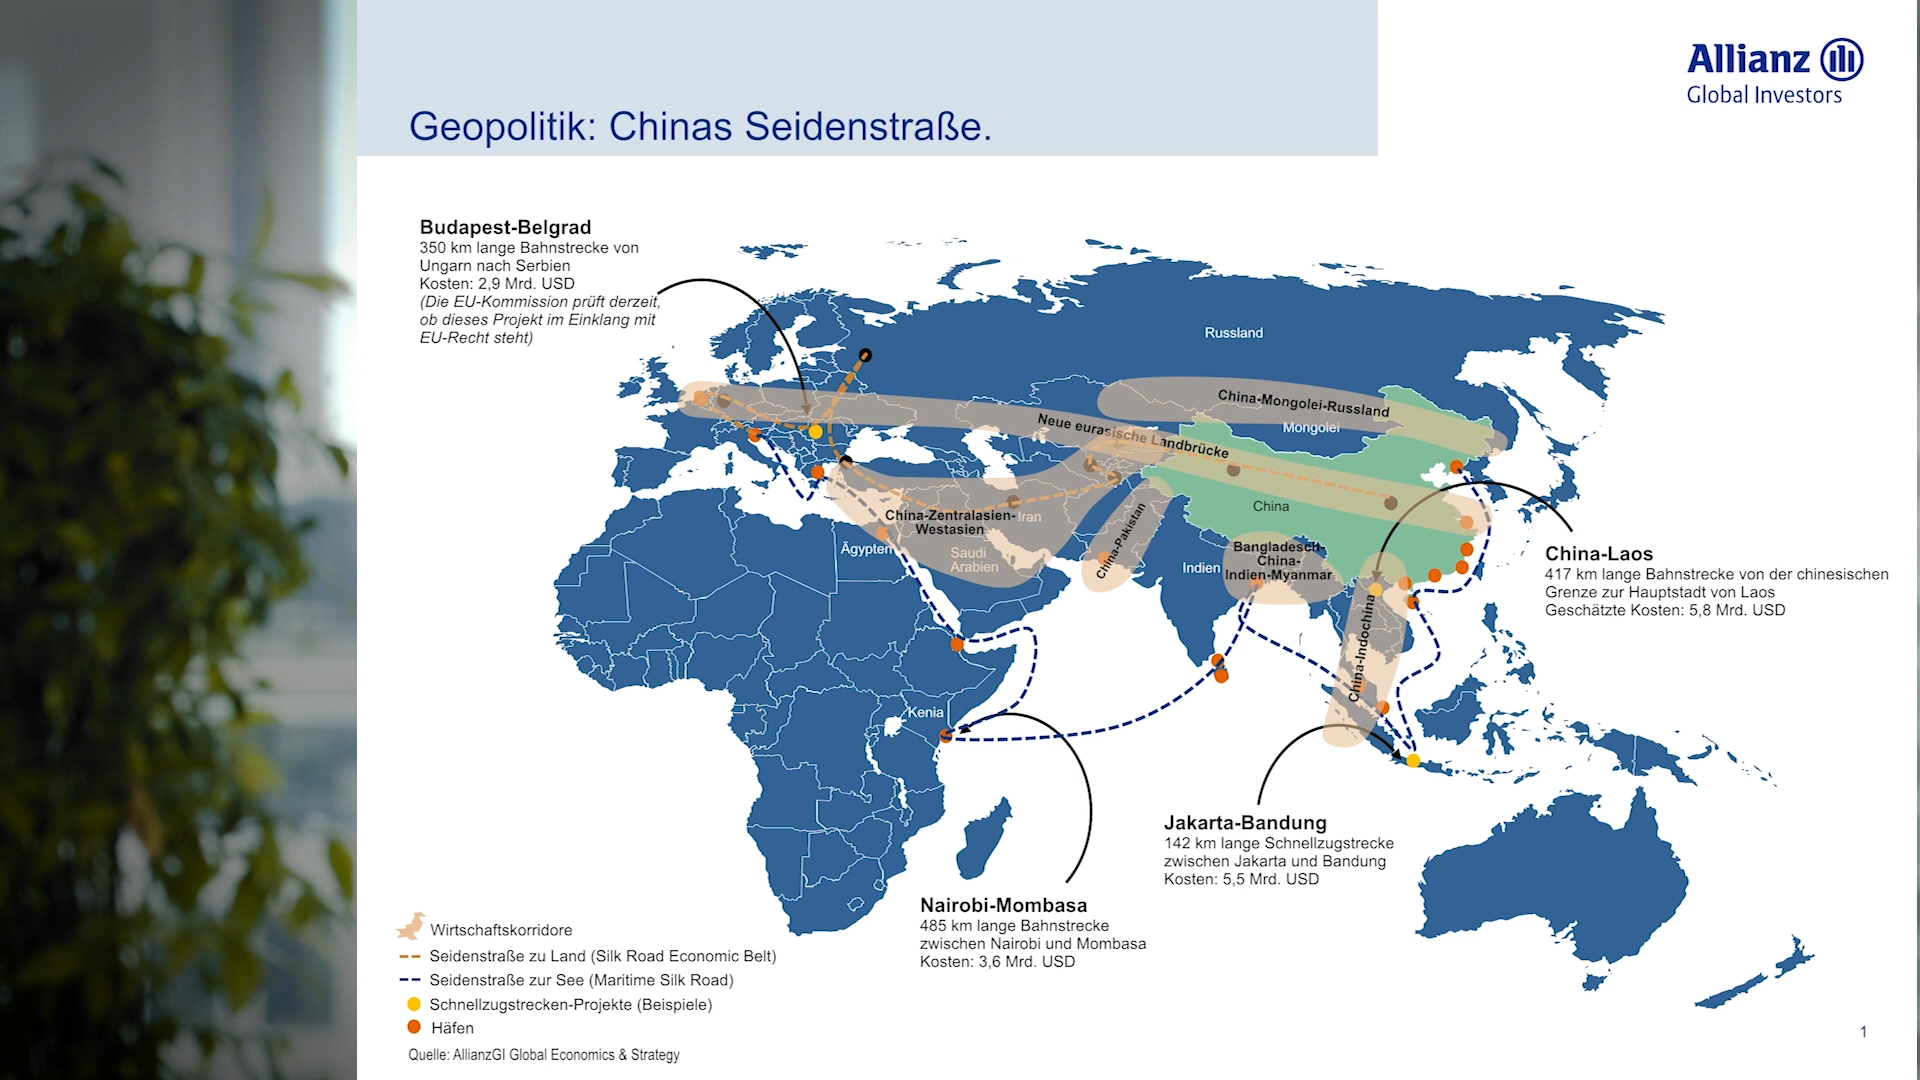 Allianz
Global Investors
Geopolitik: Chinas Seidenstraße.
Budapest-Belgrad
350 km lange Bahnstrecke von
Ungarn nach Serbien
Kosten: 2,9 Mrd. USD
(Die EU-Kommission prüft derzeit,
ob dieses Projekt im Einklang mit
EU-Recht steht)
Russland
China-Mongolei-Russland
Mongolei
Neue eurasische Landbrücke
China
China-Zentralasien-
Westasien
Iran
China-Pakistan
Ägypten
Saudi
Arabien
Indien
Bangladesch-
China-
Indien-Myanmar
China-Indochina
China-Laos
417 km lange Bahnstrecke von der chinesischen
Grenze zur Hauptstadt von Laos
Geschätzte Kosten: 5,8 Mrd. USD
Kenia
Jakarta-Bandung
142 km lange Schnellzugstrecke
zwischen Jakarta und Bandung
Kosten: 5,5 Mrd. USD
Nairobi-Mombasa
485 km lange Bahnstrecke
zwischen Nairobi und Mombasa
Kosten: 3,6 Mrd. USD
Wirtschaftskorridore
Seidenstraße zu Land (Silk Road Economic Belt)
Seidenstraße zur See (Maritime Silk Road)
Schnellzugstrecken-Projekte (Beispiele)
Häfen
Quelle: AllianzGI Global Economics & Strategy
1